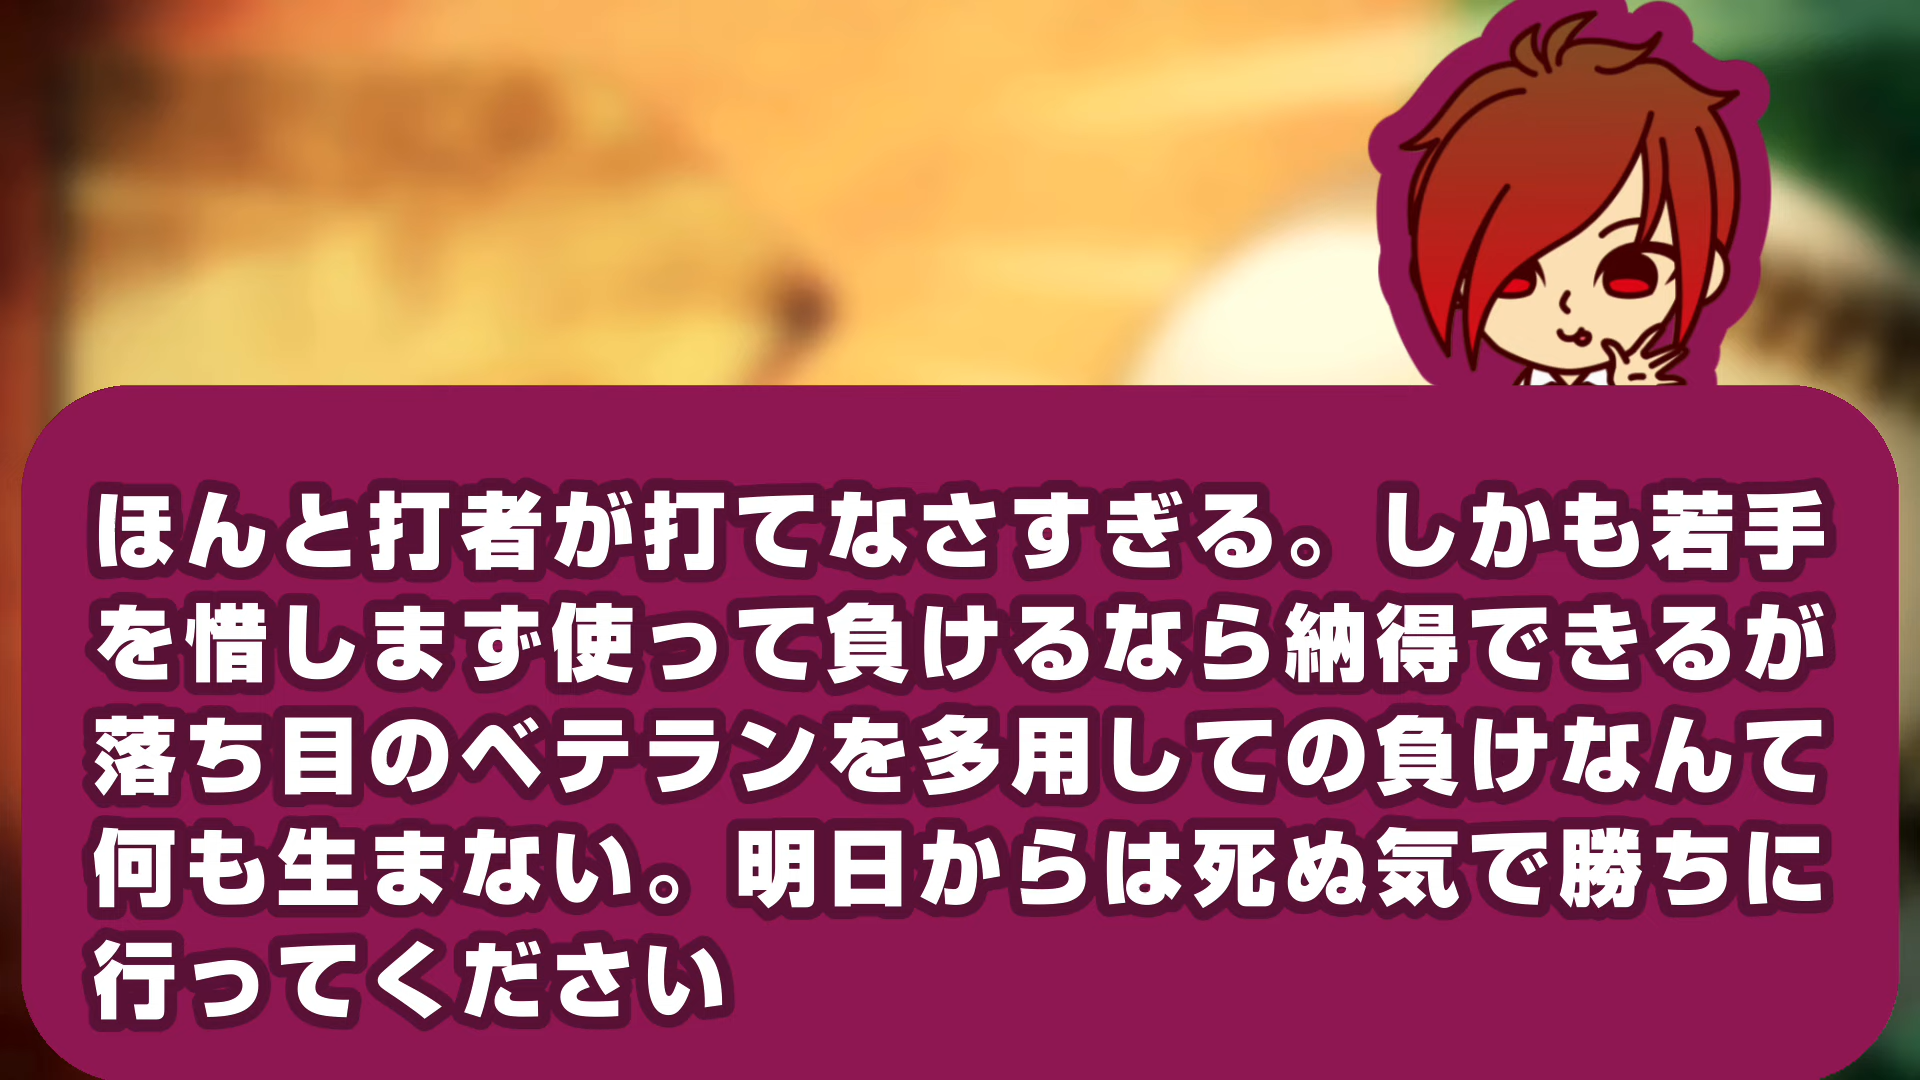 ほんと打者が打てなさすぎる。しかも若手
を惜しまず使って負けるなら納得できるが
落ち目のベテランを多用しての負けなんて
何も生まない。明日からは死ぬ気で勝ちに
行ってください